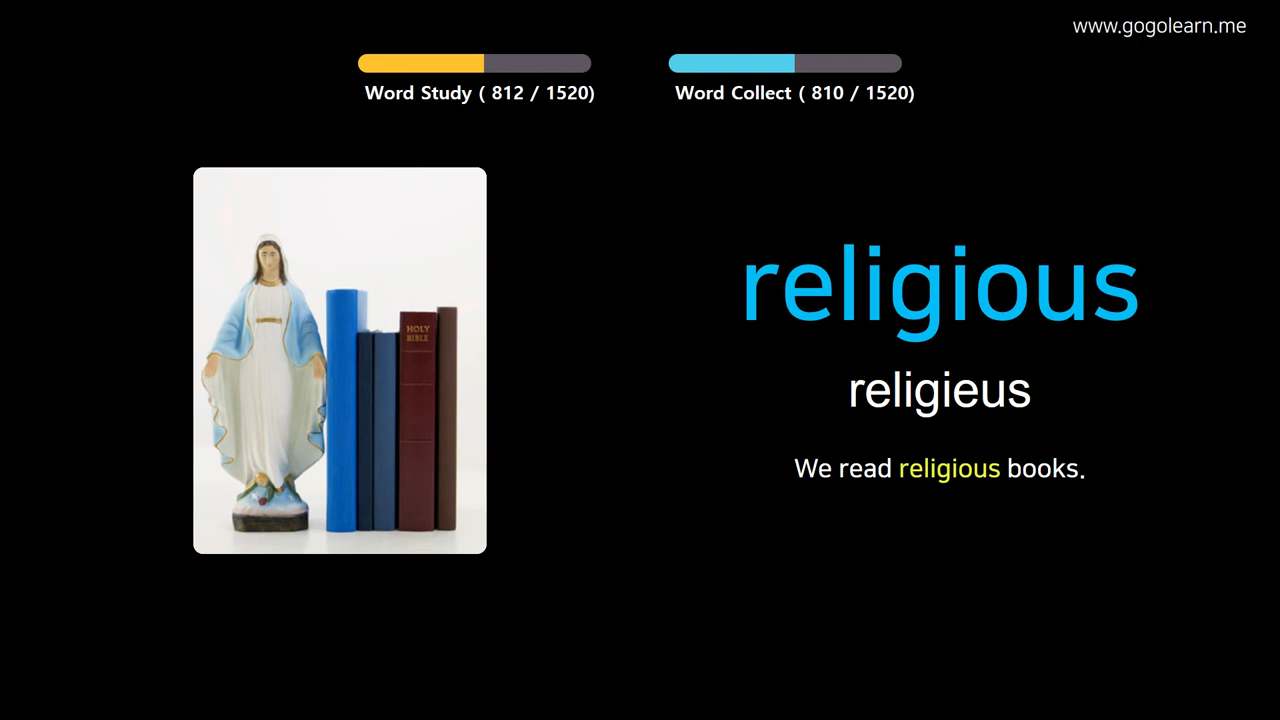 www.gogolearn.me
Word Study ( 812 / 1520)
Word Collect ( 810 / 1520)
HOLY
BIBLE
religious
religieus
We read religious books.